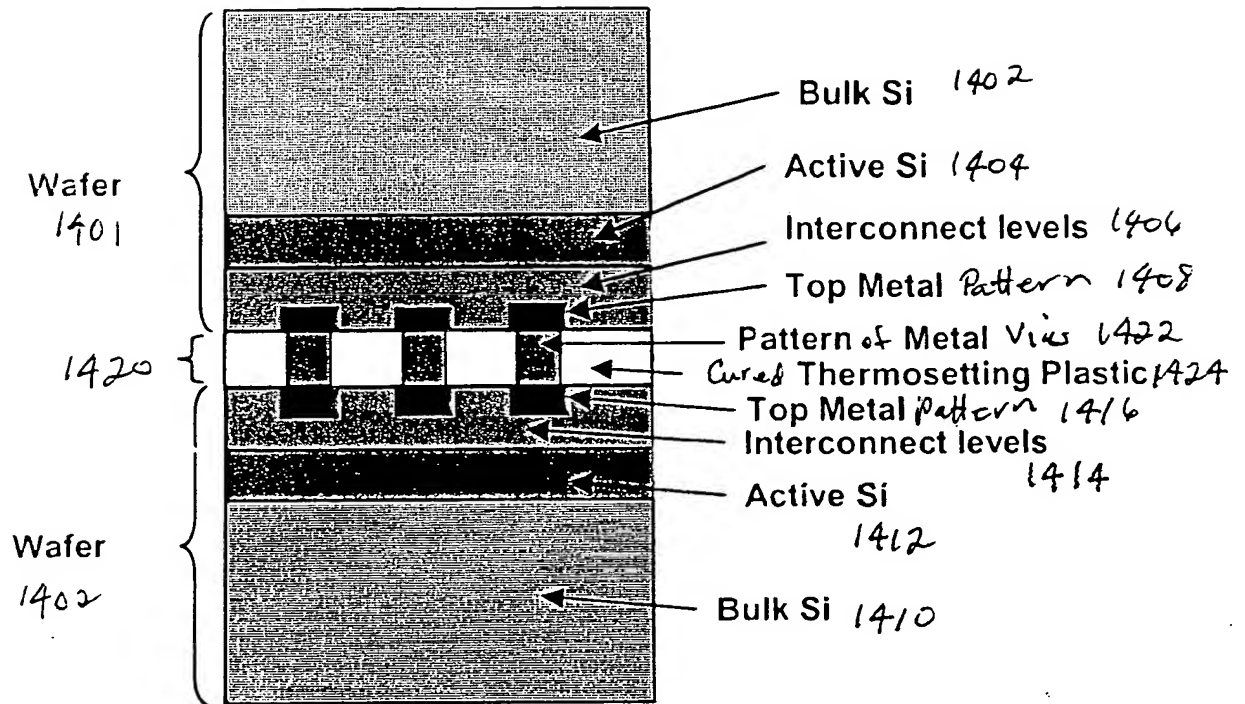 Bulk Si 1402
Active Si 1404
Wafer
1401
Interconnect levels 1406
Top Metal Pattern 1408
Pattern of Metal Vias 1422
1420
Cured Thermosetting Plastic 1424
Top Metal Pattern 1416
Interconnect levels
1414
Active Si
1412
Wafer
1402
Bulk Si 1410